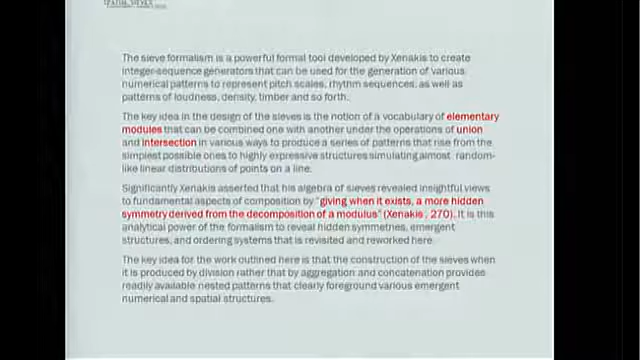 SPATIAL SIEVES
The sieve formalism is a powerful formal tool developed by Xenakis to create
integer-sequence generators that can be used for the generation of various
numerical patterns to represent pitch scales, rhythm sequences, as well as
patterns of loudness, density, timber and so forth.
The key idea in the design of the sieves is the notion of a vocabulary of elementary
modules that can be combined one with another under the operations of union
and intersection in various ways to produce a series of patterns that rise from the
simplest possible ones to highly expressive structures simulating almost random-
like linear distributions of points on a line.
Significantly Xenakis asserted that his algebra of sieves revealed insightful views
to fundamental aspects of composition by "giving when it exists, a more hidden
symmetry derived from the decomposition of a modulus" (Xenakis , 270). It is this
analytical power of the formalism to reveal hidden symmetries, emergent
structures, and ordering systems that is revisited and reworked here.
The key idea for the work outlined here is that the construction of the sieves when
it is produced by division rather that by aggregation and concatenation provides
readily available nested patterns that clearly foreground various emergent
numerical and spatial structures.